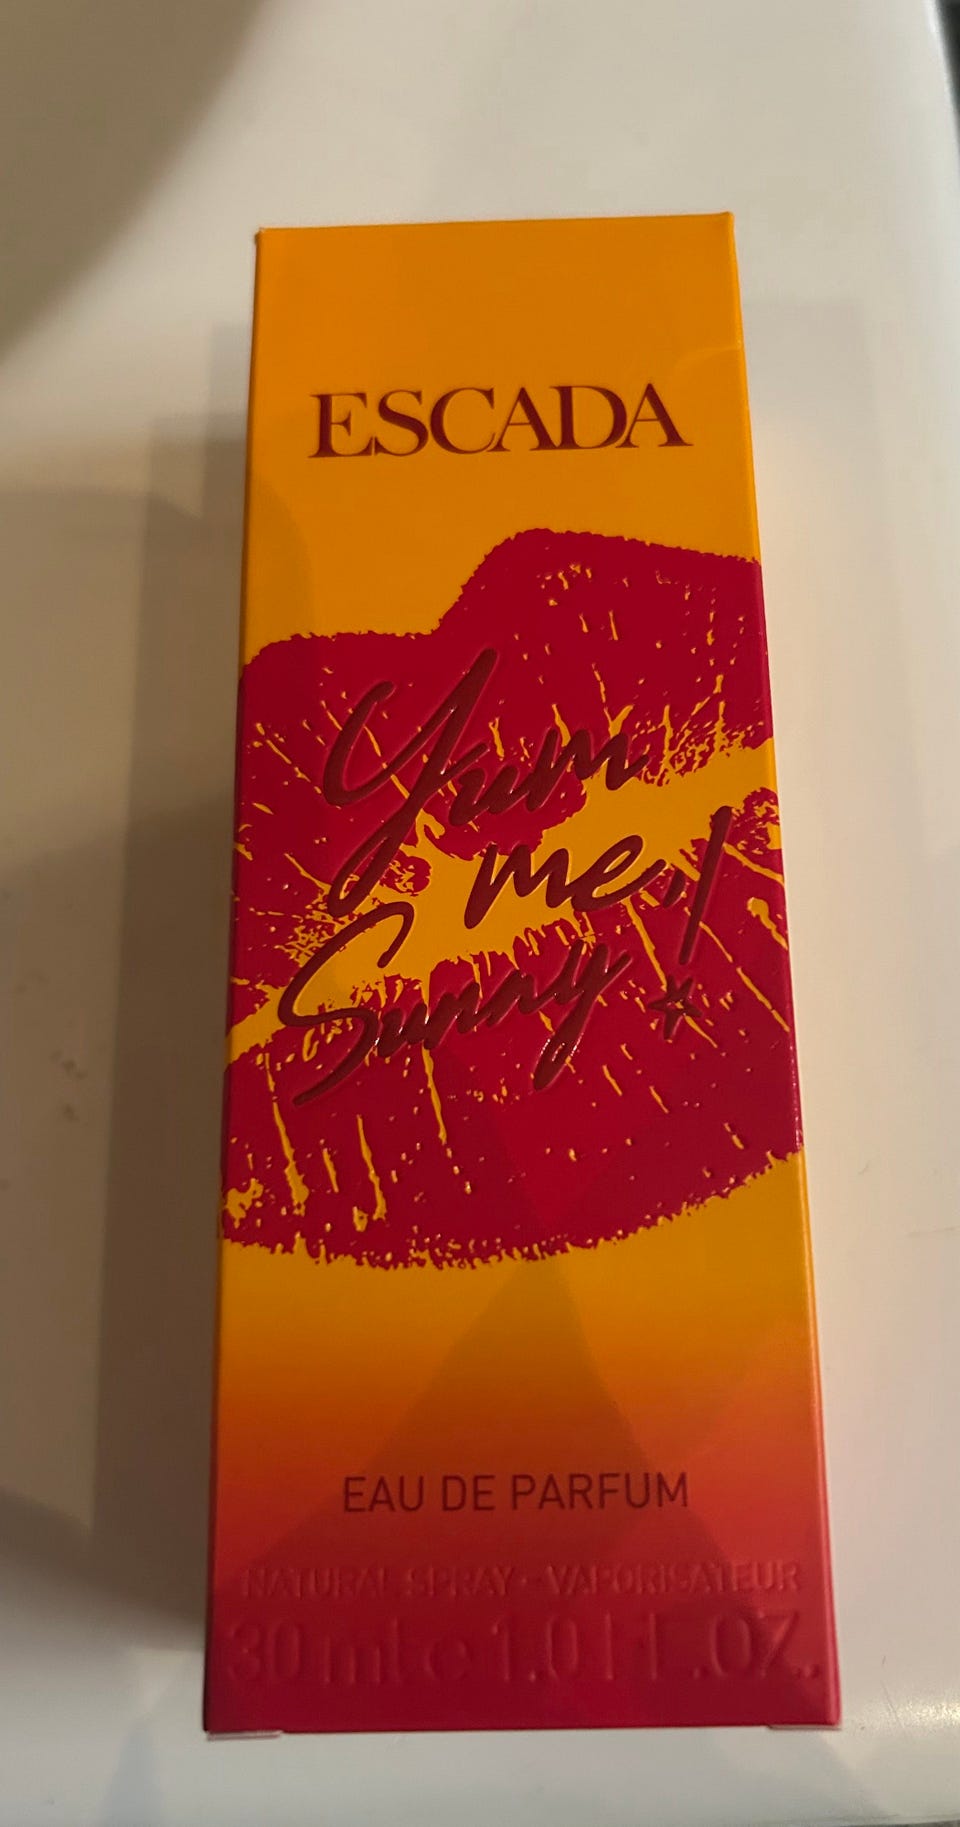 ESCADA
Yum
me!
Sunny
EAU DE PARFUM
NATURAL SPRAY · VAPORISATEUR
30 ml e 1.0 Fl .OZ.